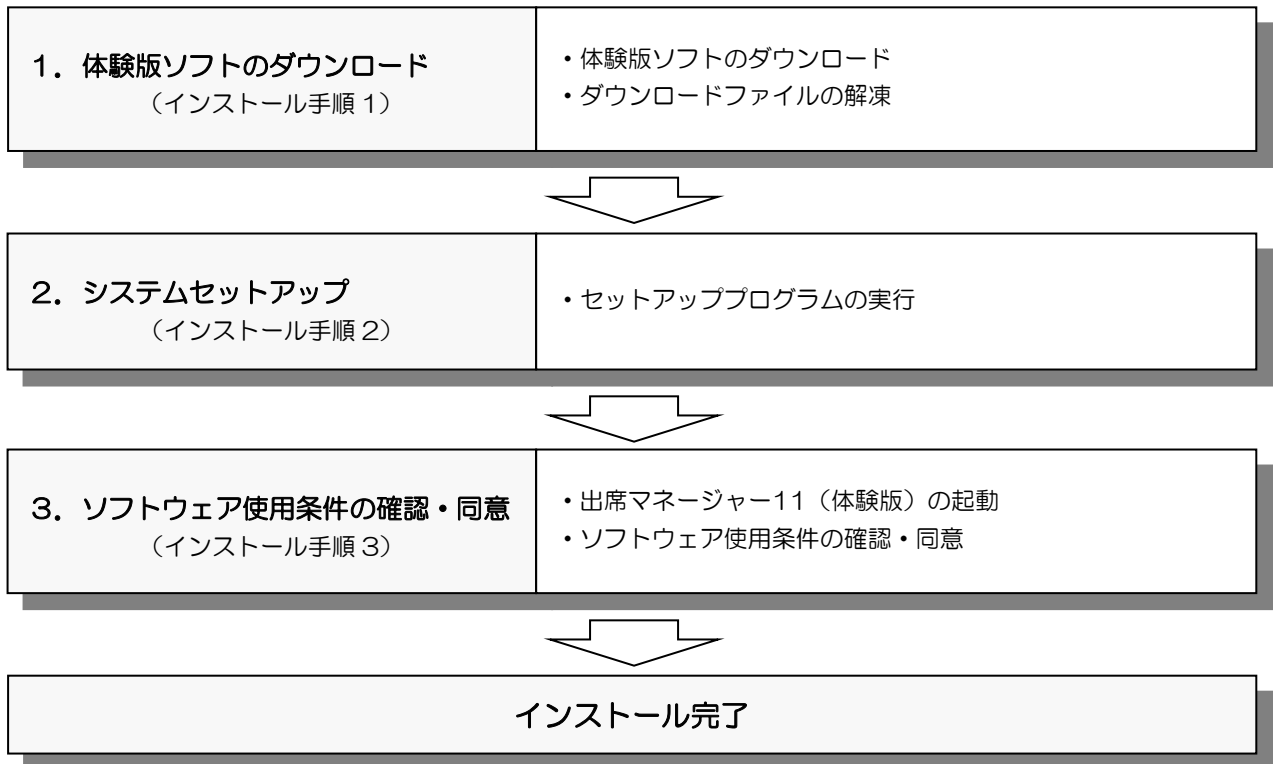 1．体験版ソフトのダウンロード
（インストール手順 1）
・体験版ソフトのダウンロード
・ダウンロードファイルの解凍
2．システムセットアップ
（インストール手順 2）
・セットアッププログラムの実行
3．ソフトウェア使用条件の確認・同意
（インストール手順 3）
・出席マネージャー11（体験版）の起動
・ソフトウェア使用条件の確認・同意
インストール完了